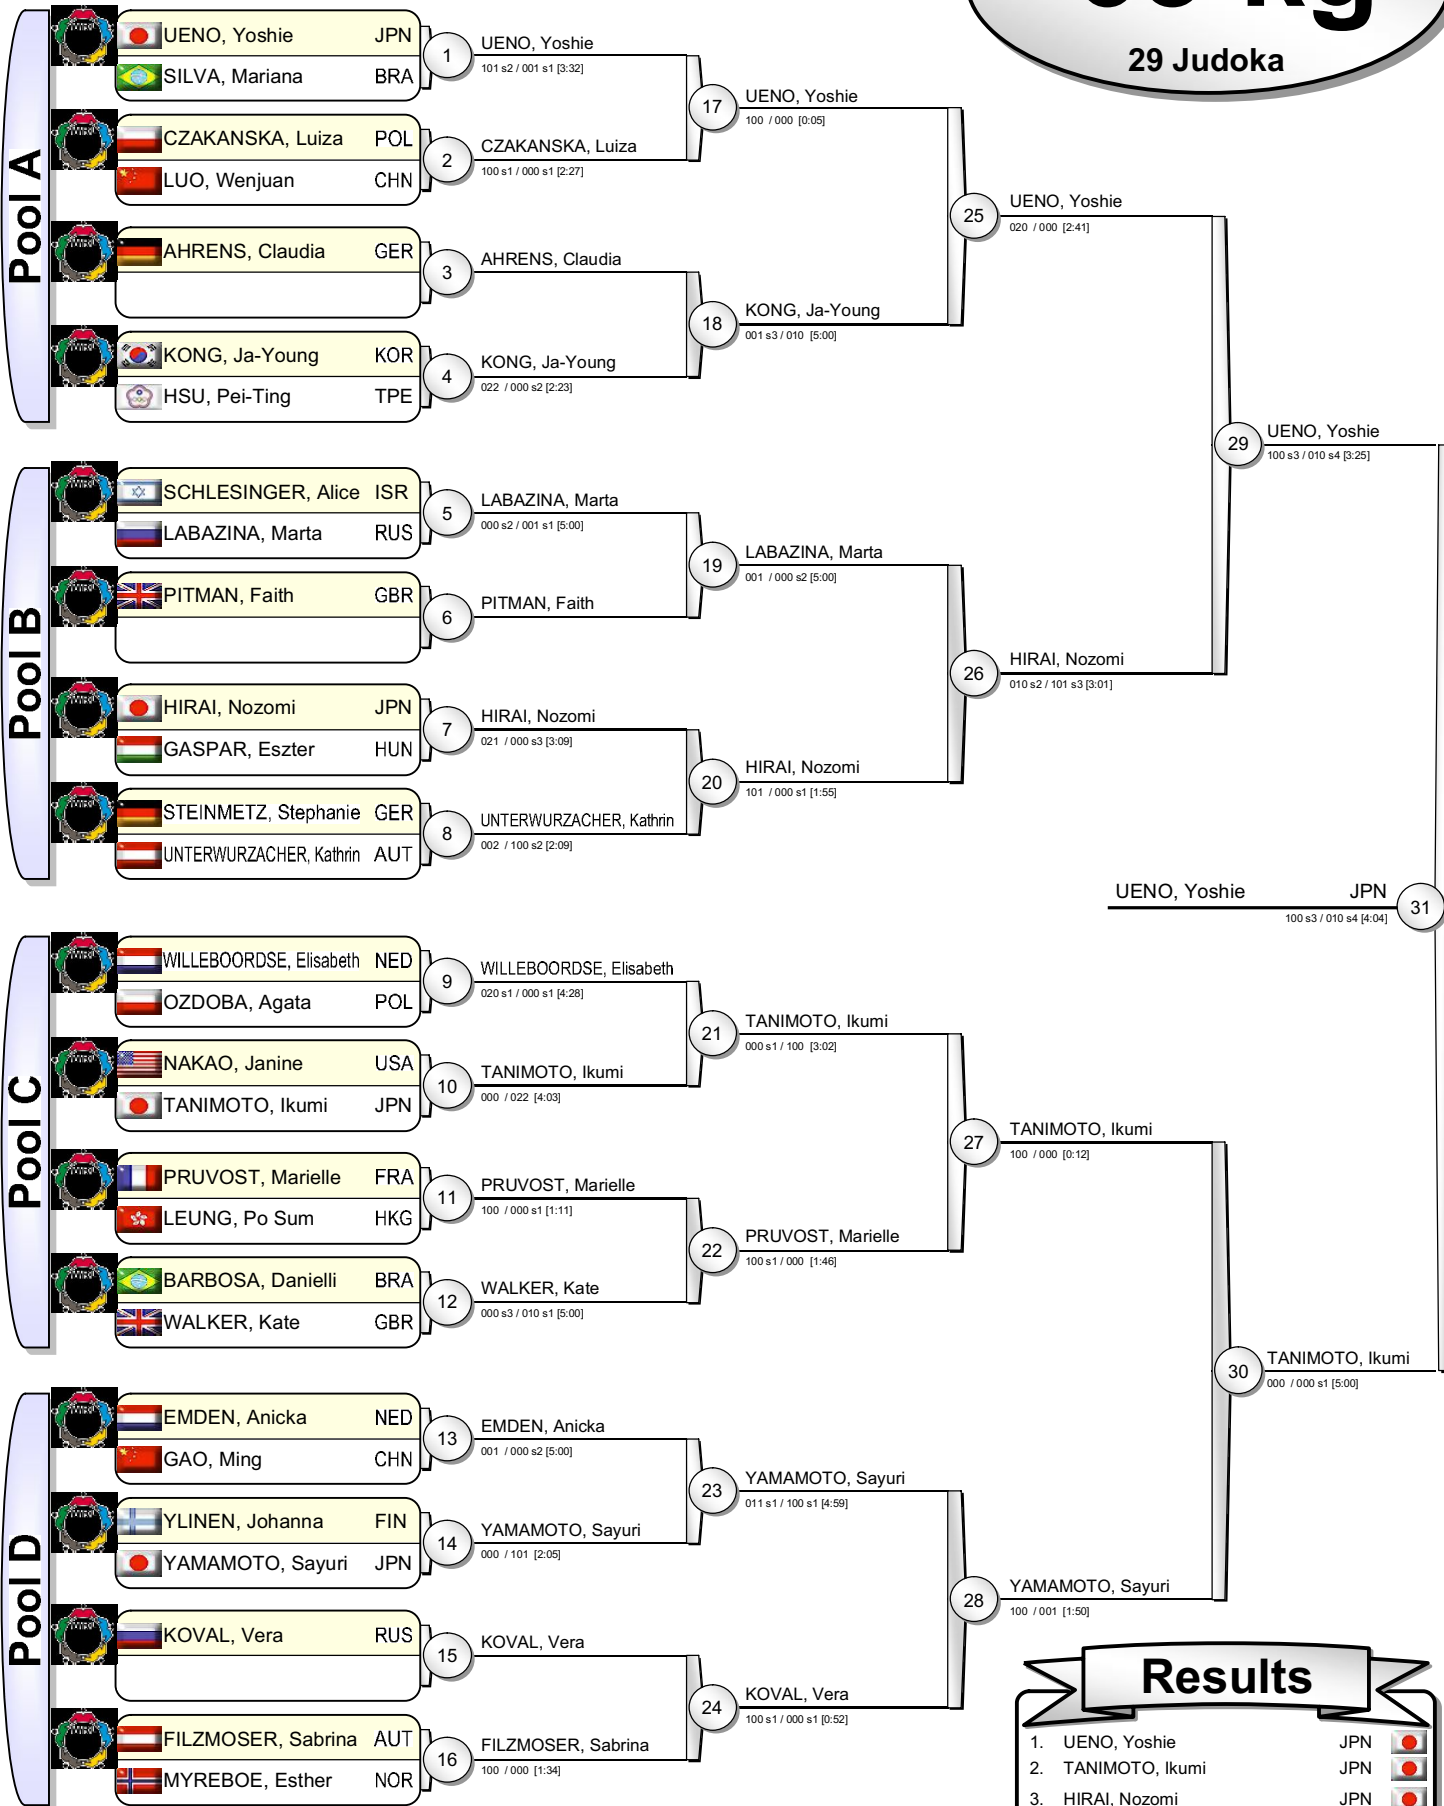 29 Judoka
Pool A
UENO, Yoshie JPN
SILVA, Mariana BRA
1
UENO, Yoshie
101 s2 / 001 s1 [3:32]
CZAKANSKA, Luiza POL
LUO, Wenjuan CHN
2
CZAKANSKA, Luiza
100 s1 / 000 s1 [2:27]
17
UENO, Yoshie
100 / 000 [0:05]
AHRENS, Claudia GER
3
AHRENS, Claudia
KONG, Ja-Young KOR
HSU, Pei-Ting TPE
4
KONG, Ja-Young
022 / 000 s2 [2:23]
18
KONG, Ja-Young
001 s3 / 010 [5:00]
25
UENO, Yoshie
020 / 000 [2:41]
Pool B
SCHLESINGER, Alice ISR
LABAZINA, Marta RUS
5
LABAZINA, Marta
000 s2 / 001 s1 [5:00]
PITMAN, Faith GBR
6
PITMAN, Faith
19
LABAZINA, Marta
001 / 000 s2 [5:00]
HIRAI, Nozomi JPN
GASPAR, Eszter HUN
7
HIRAI, Nozomi
021 / 000 s3 [3:09]
STEINMETZ, Stephanie GER
UNTERWURZACHER, Kathrin AUT
8
UNTERWURZACHER, Kathrin
002 / 100 s2 [2:09]
20
HIRAI, Nozomi
101 / 000 s1 [1:55]
26
HIRAI, Nozomi
010 s2 / 101 s3 [3:01]
29
UENO, Yoshie
100 s3 / 010 s4 [3:25]
UENO, Yoshie JPN
31
100 s3 / 010 s4 [4:04]
Pool C
WILLEBOORDSE, Elisabeth NED
OZDOBA, Agata POL
9
WILLEBOORDSE, Elisabeth
020 s1 / 000 s1 [4:28]
NAKAO, Janine USA
TANIMOTO, Ikumi JPN
10
TANIMOTO, Ikumi
000 / 022 [4:03]
21
TANIMOTO, Ikumi
000 s1 / 100 [3:02]
PRUVOST, Marielle FRA
LEUNG, Po Sum HKG
11
PRUVOST, Marielle
100 / 000 s1 [1:11]
BARBOSA, Danielli BRA
WALKER, Kate GBR
12
WALKER, Kate
000 s3 / 010 s1 [5:00]
22
PRUVOST, Marielle
100 s1 / 000 [1:46]
27
TANIMOTO, Ikumi
100 / 000 [0:12]
Pool D
EMDEN, Anicka NED
GAO, Ming CHN
13
EMDEN, Anicka
001 / 000 s2 [5:00]
YLINEN, Johanna FIN
YAMAMOTO, Sayuri JPN
14
YAMAMOTO, Sayuri
000 / 101 [2:05]
23
YAMAMOTO, Sayuri
011 s1 / 100 s1 [4:59]
KOVAL, Vera RUS
15
KOVAL, Vera
FILZMOSER, Sabrina AUT
MYREBOE, Esther NOR
16
FILZMOSER, Sabrina
100 / 000 [1:34]
24
KOVAL, Vera
100 s1 / 000 s1 [0:52]
28
YAMAMOTO, Sayuri
100 / 001 [1:50]
30
TANIMOTO, Ikumi
000 / 000 s1 [5:00]
Results
1. UENO, Yoshie JPN
2. TANIMOTO, Ikumi JPN
3. HIRAI, Nozomi JPN